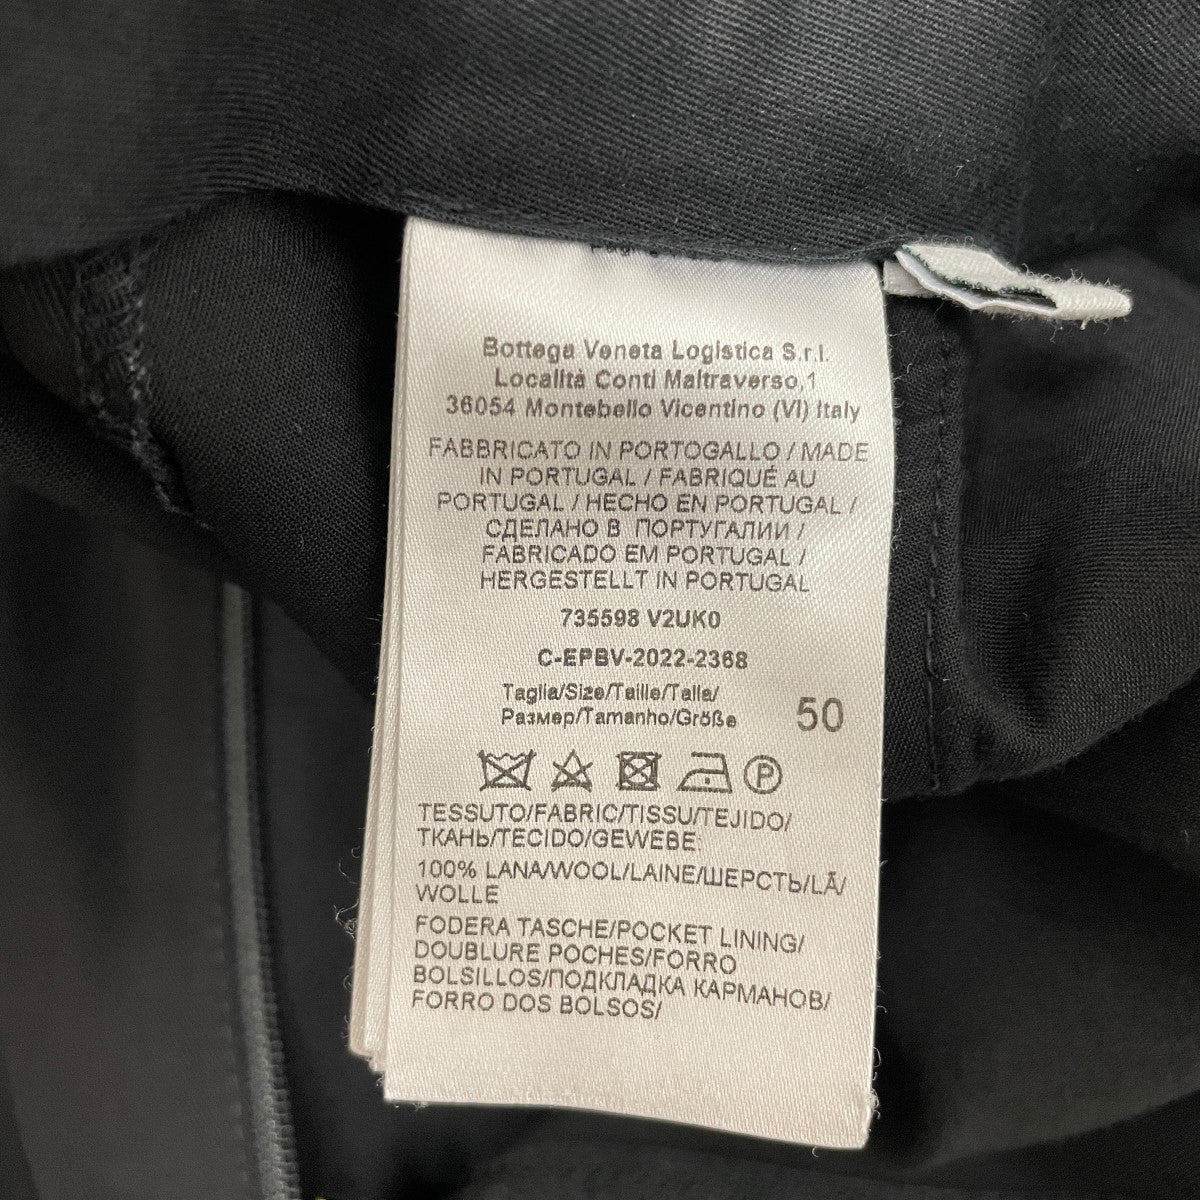 Bottega Veneta Logistica S.r.l.
Località Conti Maltraverso,1
36054 Montebello Vicentino (VI) Italy
FABBRICATO IN PORTOGALLO / MADE
IN PORTUGAL / FABRIQUÉ AU
PORTUGAL / HECHO EN PORTUGAL /
СДЕЛАНО В ПОРТУГАЛИИ /
FABRICADO EM PORTUGAL /
HERGESTELLT IN PORTUGAL
735598 V2UK0
C-EPBV-2022-2368
Taglia/Size/Taille/Talla/
Размер/Tamanho/Größe 50
P
TESSUTO/FABRIC/TISSU/TEJIDO/
ТКАНЬ/TECIDO/GEWEBE:
100% LANA/WOOL/LAINE/ШЕРСТЬ/LÃ/
WOLLE
FODERA TASCHE/POCKET LINING/
DOUBLURE POCHES/FORRO
BOLSILLOS/ПОДКЛАДКА КАРМАНОВ/
FORRO DOS BOLSOS/